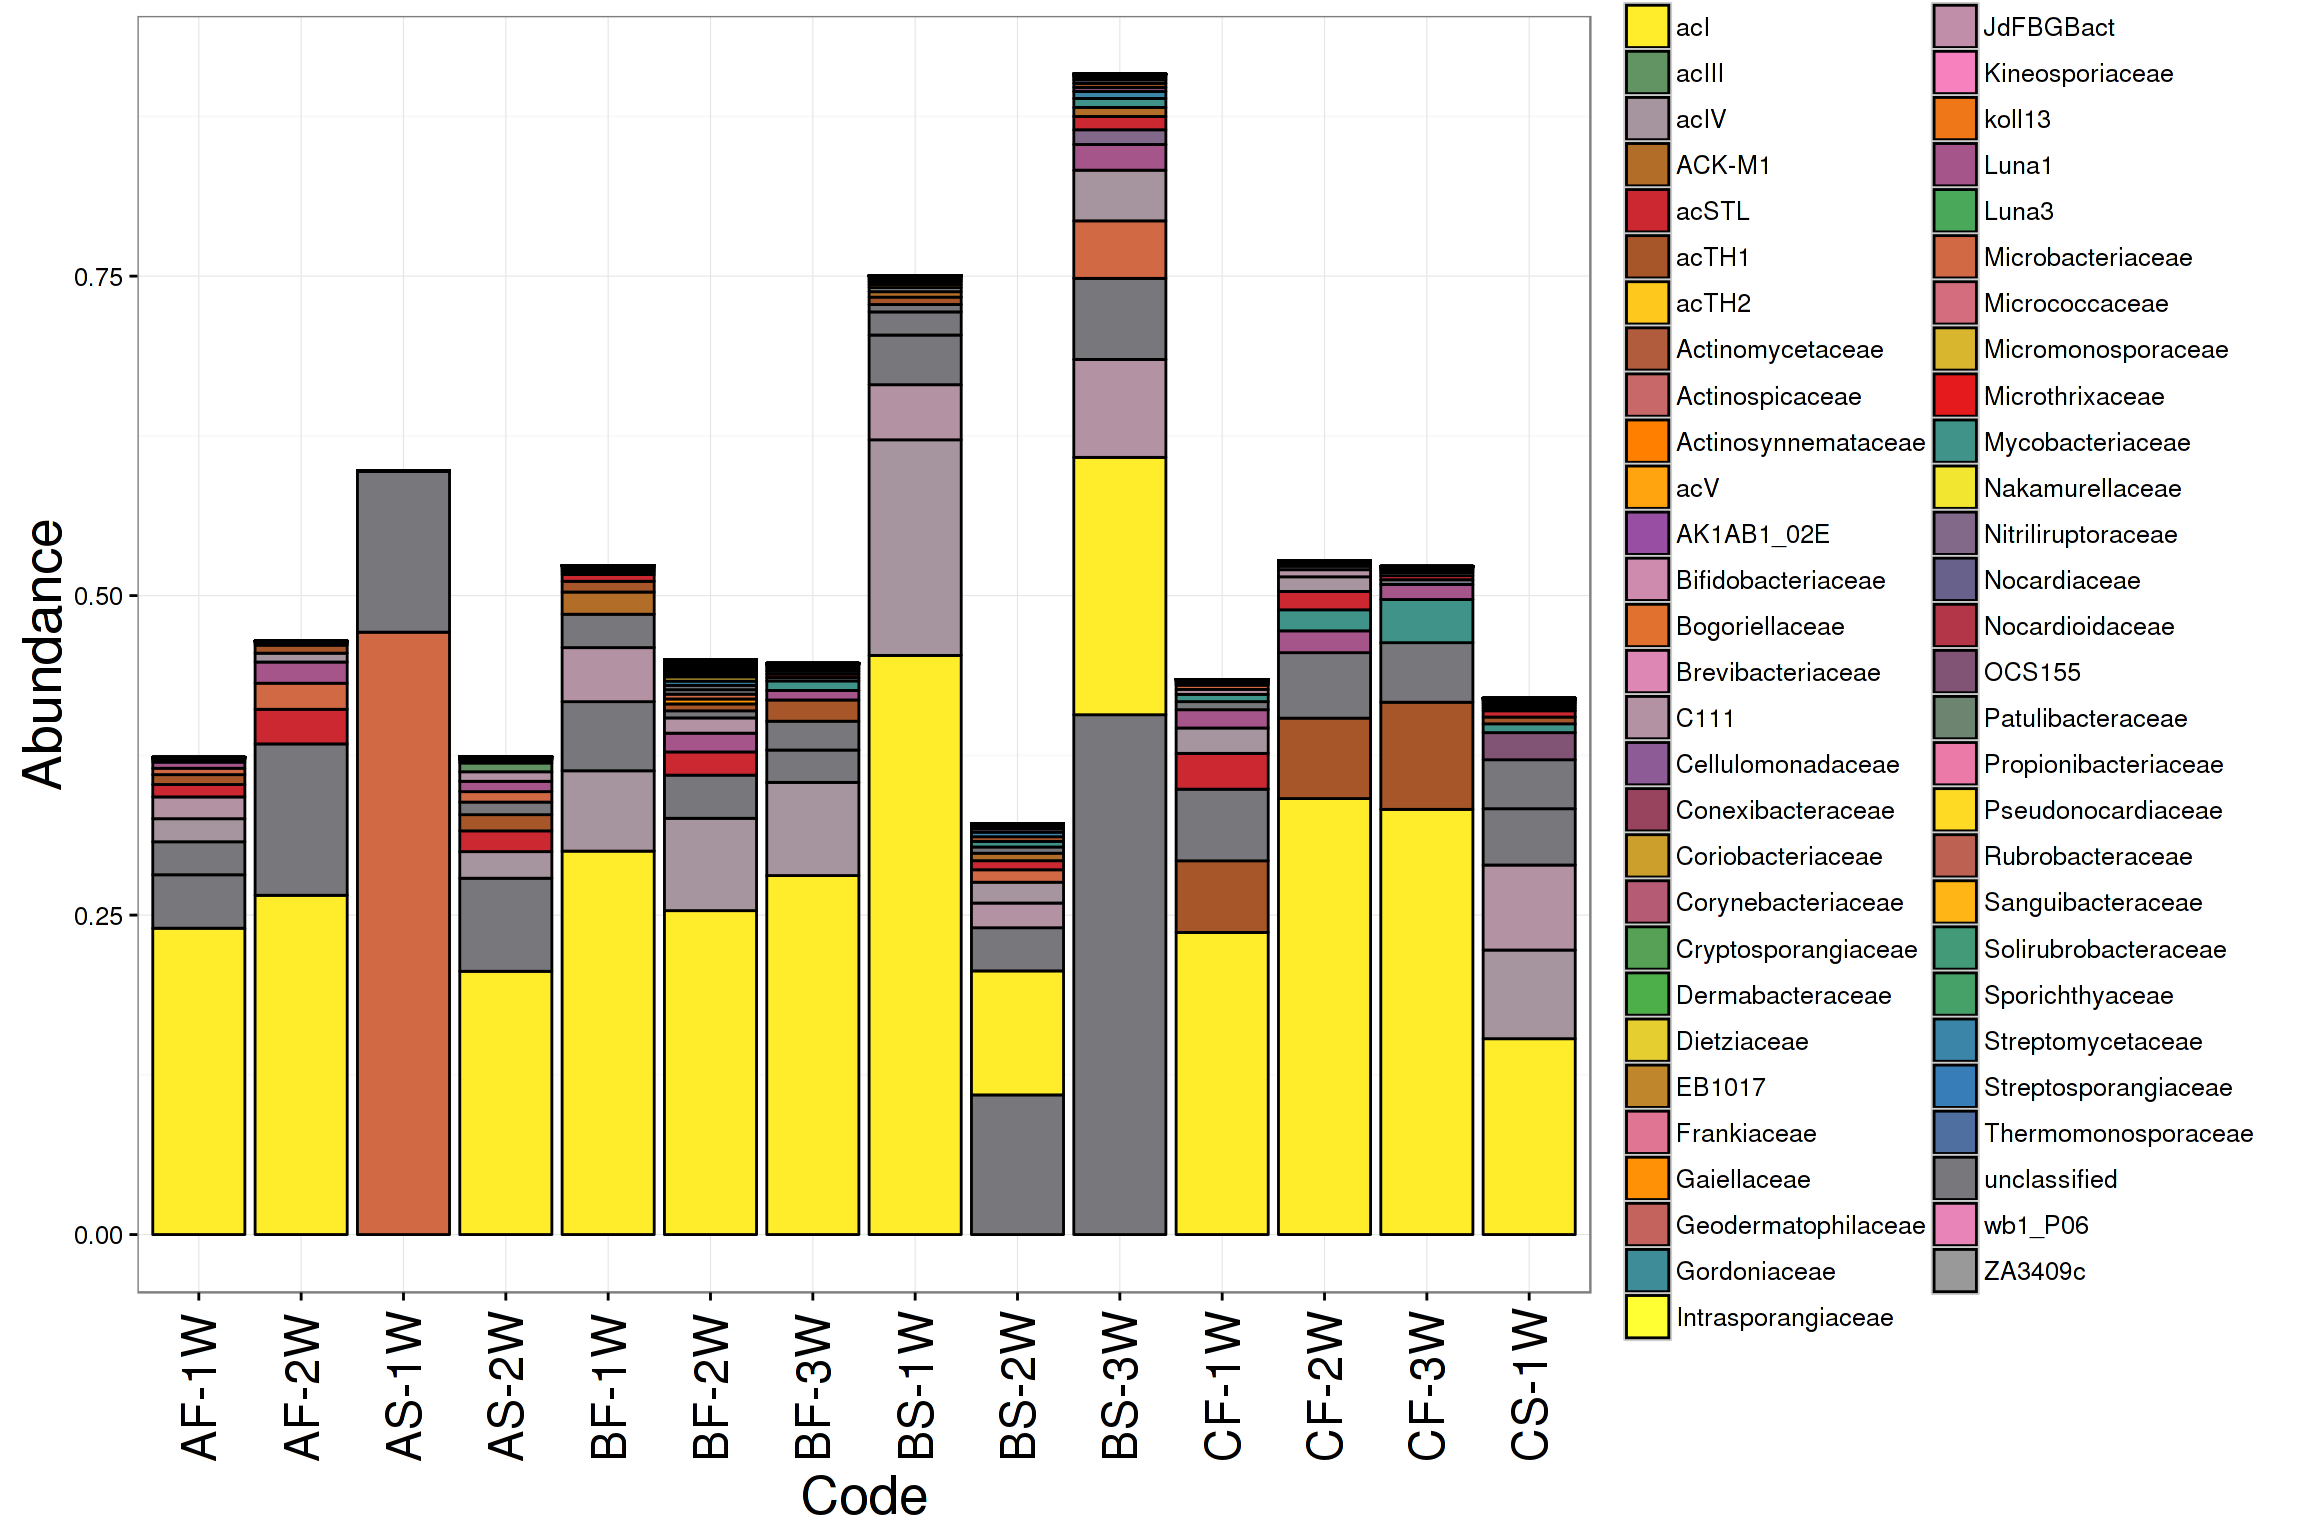 Abundance
0.75
0.50
0.25
0.00
AF-1W
AF-2W
AS-1W
AS-2W
BF-1W
BF-2W
BF-3W
BS-1W
BS-2W
BS-3W
CF-1W
CF-2W
CF-3W
CS-1W
Code
acI
acIII
acIV
ACK-M1
acSTL
acTH1
acTH2
Actinomycetaceae
Actinospicaceae
Actinosynnemataceae
acV
AK1AB1_02E
Bifidobacteriaceae
Bogoriellaceae
Brevibacteriaceae
C111
Cellulomonadaceae
Conexibacteraceae
Coriobacteriaceae
Corynebacteriaceae
Cryptosporangiaceae
Dermabacteraceae
Dietziaceae
EB1017
Frankiaceae
Gaiellaceae
Geodermatophilaceae
Gordoniaceae
Intrasporangiaceae
JdFBGBact
Kineosporiaceae
koll13
Luna1
Luna3
Microbacteriaceae
Micrococcaceae
Micromonosporaceae
Microthrixaceae
Mycobacteriaceae
Nakamurellaceae
Nitriliruptoraceae
Nocardiaceae
Nocardioidaceae
OCS155
Patulibacteraceae
Propionibacteriaceae
Pseudonocardiaceae
Rubrobacteraceae
Sanguibacteraceae
Solirubrobacteraceae
Sporichthyaceae
Streptomycetaceae
Streptosporangiaceae
Thermomonosporaceae
unclassified
wb1_P06
ZA3409c